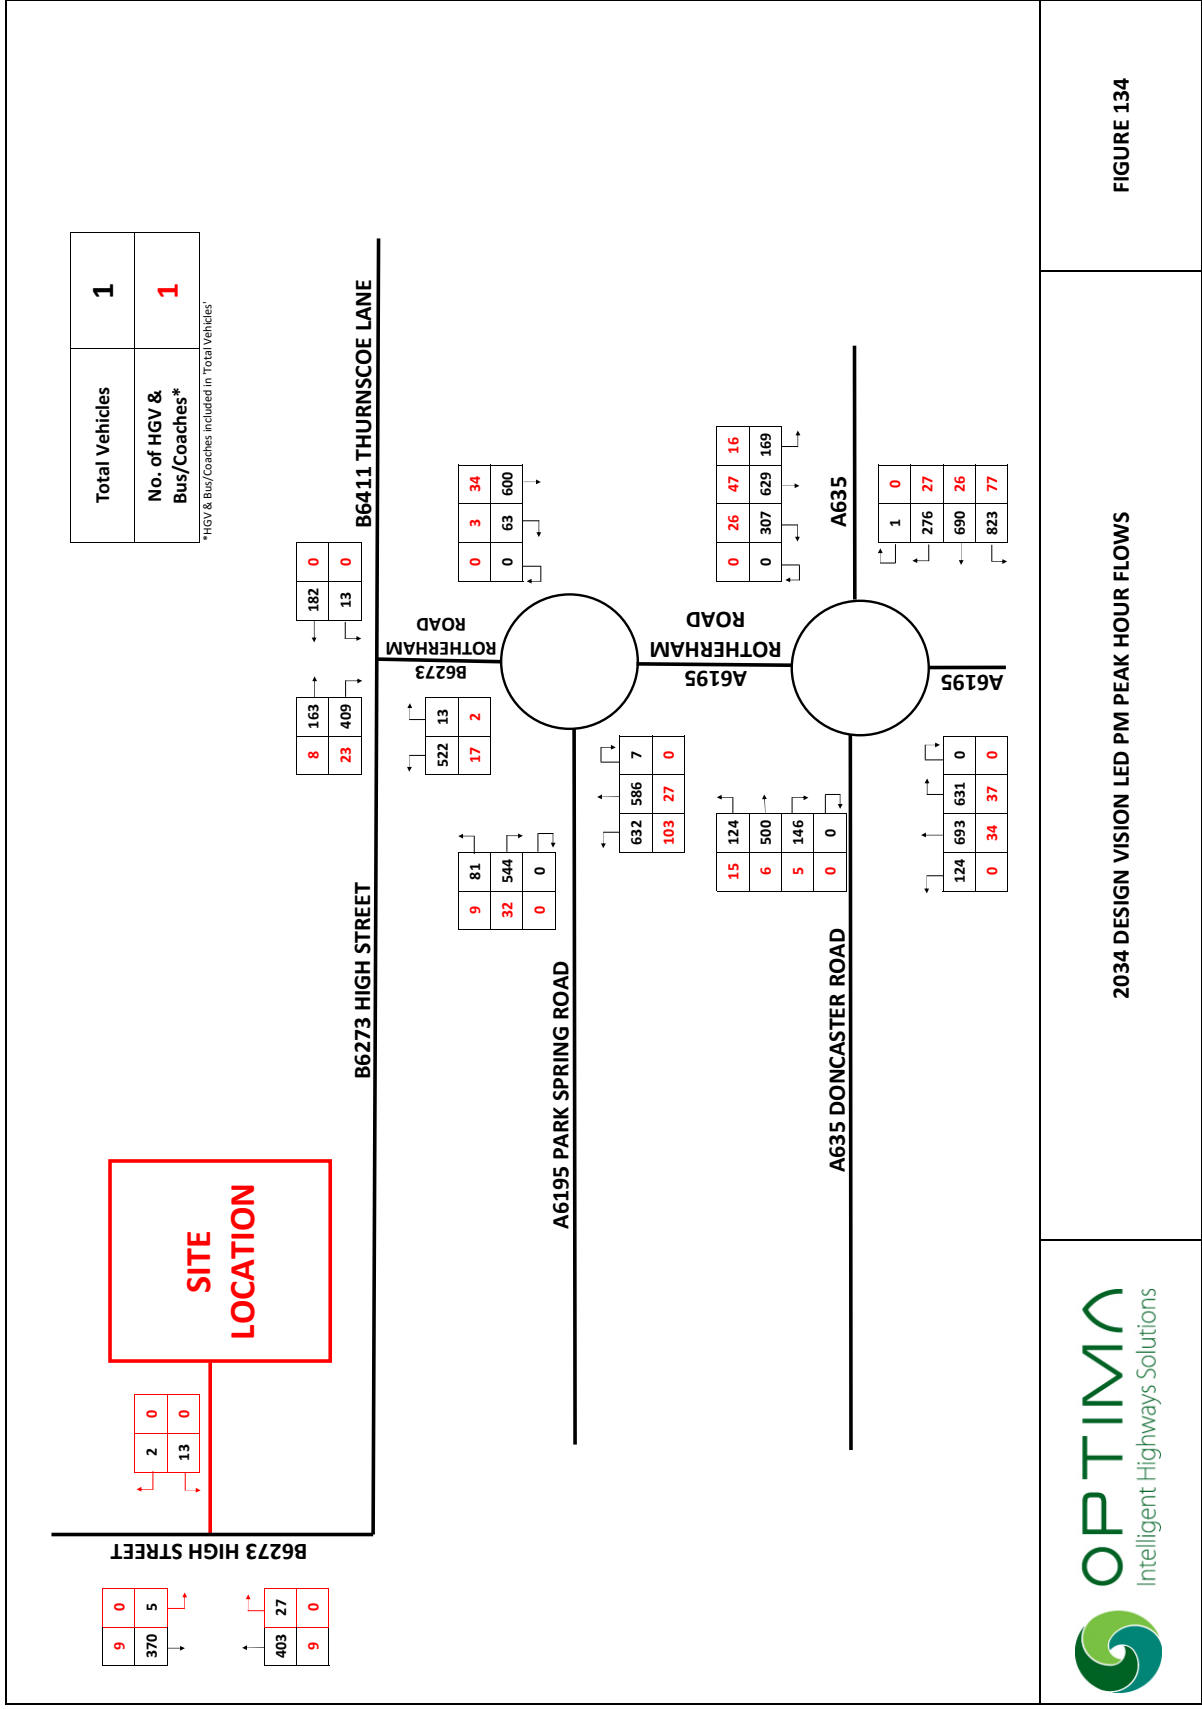 Total Vehicles 1
No. of HGV &
Bus/Coaches* 1
*HGV & Bus/Coaches included in 'Total Vehicles'
9 0
370 5
2 0
13 0
SITE
LOCATION
B6273 HIGH STREET
403 27
9 0
8 163
23 409
182 0
13 0
B6273 HIGH STREET
B6411 THURNSCOE LANE
522 13
17 2
B6273
ROTHERHAM
ROAD
9 81
32 544
0 0
0 3 34
0 63 600
A6195 PARK SPRING ROAD
632 586 7
103 27 0
A6195
ROTHERHAM
ROAD
15 124
6 500
5 146
0 0
0 26 47 16
0 307 629 169
A635 DONCASTER ROAD
A635
1 0
276 27
690 26
823 77
124 693 631 0
0 34 37 0
A6195
OPTIMA
Intelligent Highways Solutions
2034 DESIGN VISION LED PM PEAK HOUR FLOWS
FIGURE 134